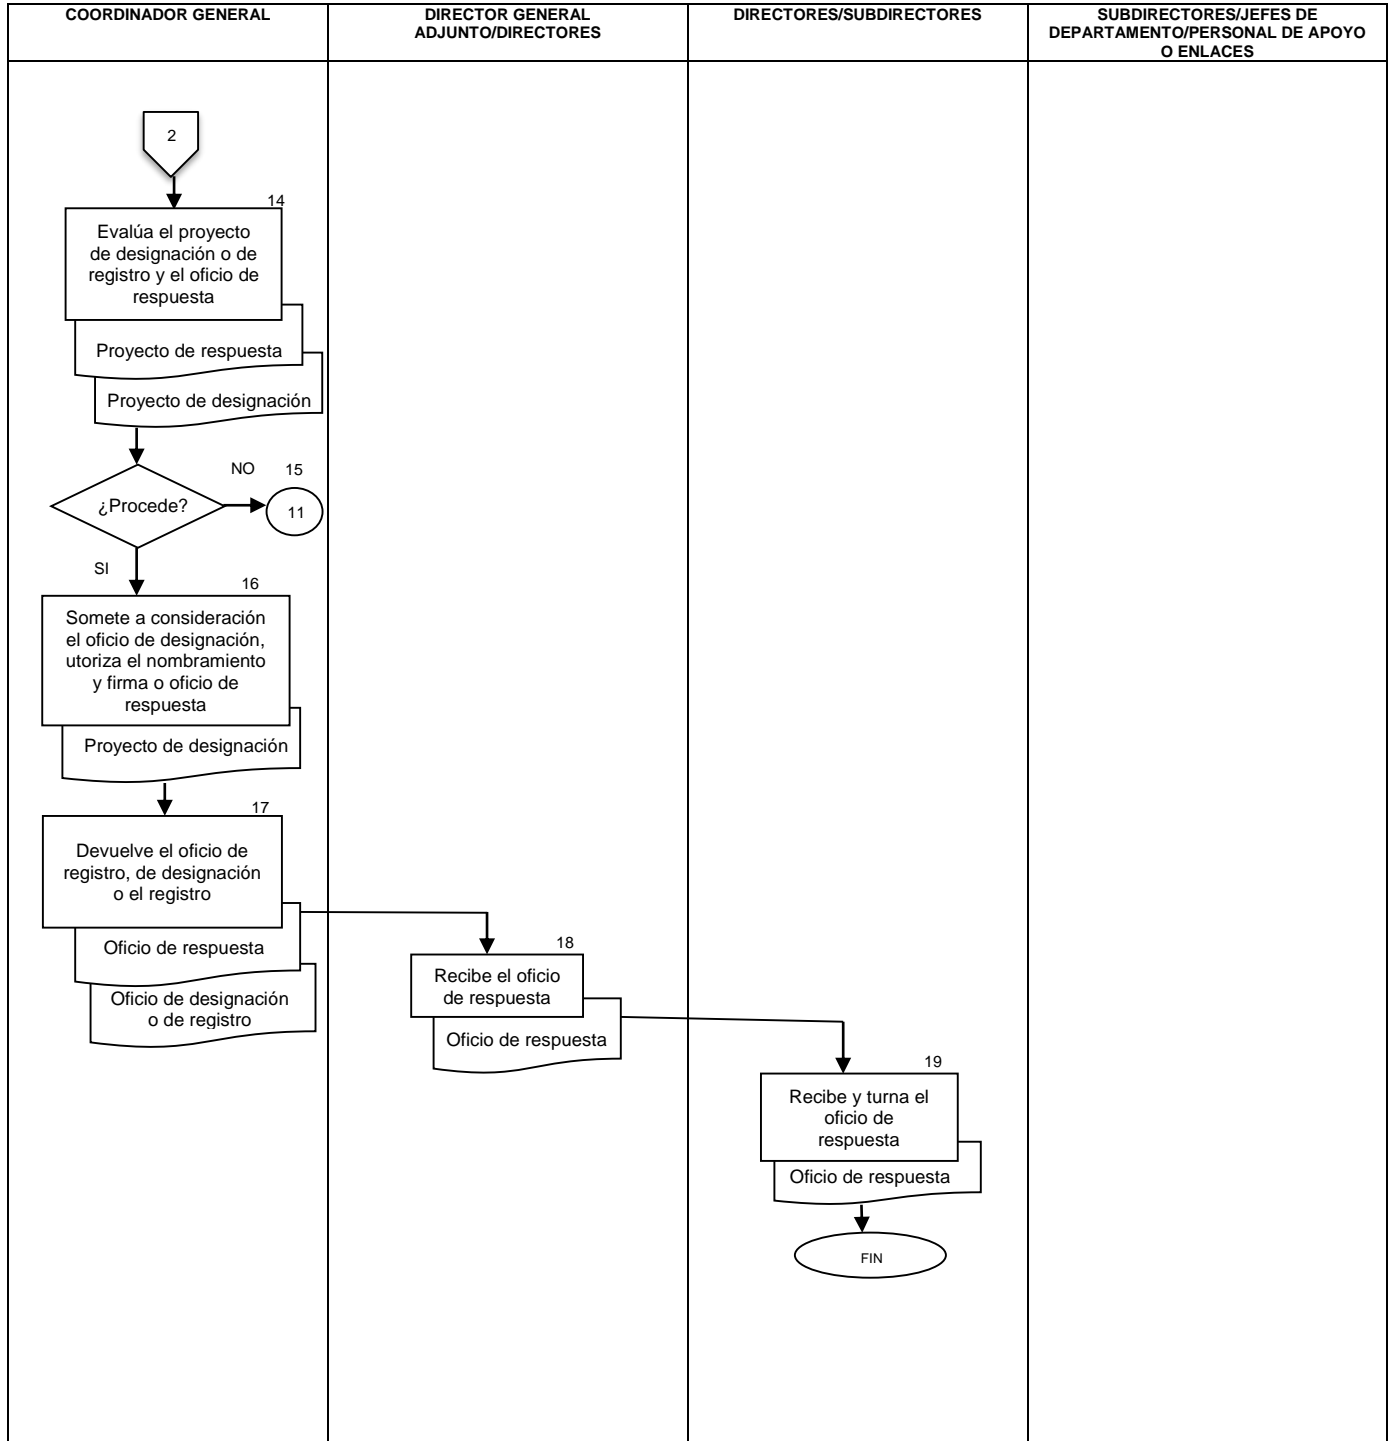 COORDINADOR GENERAL
DIRECTOR GENERAL
ADJUNTO/DIRECTORES
DIRECTORES/SUBDIRECTORES
SUBDIRECTORES/JEFES DE
DEPARTAMENTO/PERSONAL DE APOYO
O ENLACES
2
14
Evalúa el proyecto
de designación o de
registro y el oficio de
respuesta
Proyecto de respuesta
Proyecto de designación
¿Procede?
NO
15
11
SI
16
Somete a consideración
el oficio de designación,
utoriza el nombramiento
y firma o oficio de
respuesta
Proyecto de designación
17
Devuelve el oficio de
registro, de designación
o el registro
Oficio de respuesta
Oficio de designación
o de registro
18
Recibe el oficio
de respuesta
Oficio de respuesta
19
Recibe y turna el
oficio de
respuesta
Oficio de respuesta
FIN